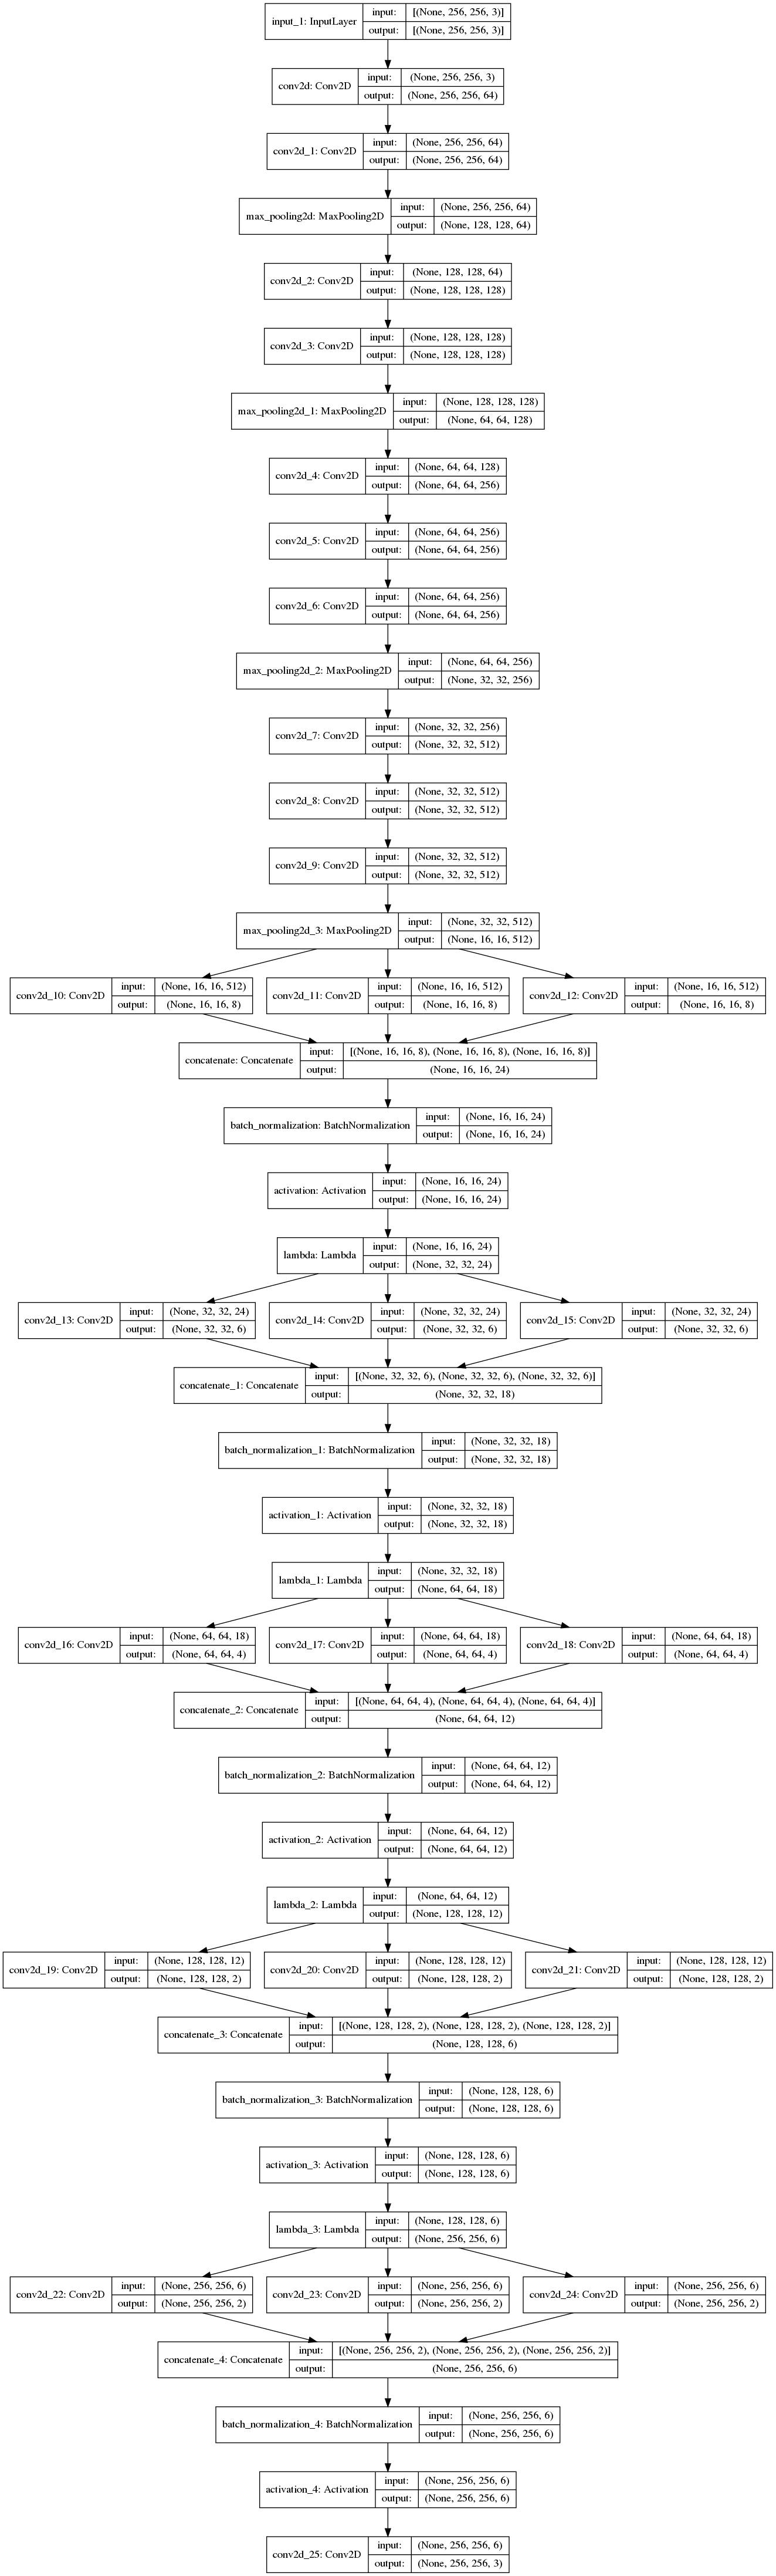 input_1: InputLayer
input: [(None, 256, 256, 3)]
output: [(None, 256, 256, 3)]
conv2d: Conv2D
input: (None, 256, 256, 3)
output: (None, 256, 256, 64)
conv2d_1: Conv2D
input: (None, 256, 256, 64)
output: (None, 256, 256, 64)
max_pooling2d: MaxPooling2D
input: (None, 256, 256, 64)
output: (None, 128, 128, 64)
conv2d_2: Conv2D
input: (None, 128, 128, 64)
output: (None, 128, 128, 128)
conv2d_3: Conv2D
input: (None, 128, 128, 128)
output: (None, 128, 128, 128)
max_pooling2d_1: MaxPooling2D
input: (None, 128, 128, 128)
output: (None, 64, 64, 128)
conv2d_4: Conv2D
input: (None, 64, 64, 128)
output: (None, 64, 64, 256)
conv2d_5: Conv2D
input: (None, 64, 64, 256)
output: (None, 64, 64, 256)
conv2d_6: Conv2D
input: (None, 64, 64, 256)
output: (None, 64, 64, 256)
max_pooling2d_2: MaxPooling2D
input: (None, 64, 64, 256)
output: (None, 32, 32, 256)
conv2d_7: Conv2D
input: (None, 32, 32, 256)
output: (None, 32, 32, 512)
conv2d_8: Conv2D
input: (None, 32, 32, 512)
output: (None, 32, 32, 512)
conv2d_9: Conv2D
input: (None, 32, 32, 512)
output: (None, 32, 32, 512)
max_pooling2d_3: MaxPooling2D
input: (None, 32, 32, 512)
output: (None, 16, 16, 512)
conv2d_10: Conv2D
input: (None, 16, 16, 512)
output: (None, 16, 16, 8)
conv2d_11: Conv2D
input: (None, 16, 16, 512)
output: (None, 16, 16, 8)
conv2d_12: Conv2D
input: (None, 16, 16, 512)
output: (None, 16, 16, 8)
concatenate: Concatenate
input: [(None, 16, 16, 8), (None, 16, 16, 8), (None, 16, 16, 8)]
output: (None, 16, 16, 24)
batch_normalization: BatchNormalization
input: (None, 16, 16, 24)
output: (None, 16, 16, 24)
activation: Activation
input: (None, 16, 16, 24)
output: (None, 16, 16, 24)
lambda: Lambda
input: (None, 16, 16, 24)
output: (None, 32, 32, 24)
conv2d_13: Conv2D
input: (None, 32, 32, 24)
output: (None, 32, 32, 6)
conv2d_14: Conv2D
input: (None, 32, 32, 24)
output: (None, 32, 32, 6)
conv2d_15: Conv2D
input: (None, 32, 32, 24)
output: (None, 32, 32, 6)
concatenate_1: Concatenate
input: [(None, 32, 32, 6), (None, 32, 32, 6), (None, 32, 32, 6)]
output: (None, 32, 32, 18)
batch_normalization_1: BatchNormalization
input: (None, 32, 32, 18)
output: (None, 32, 32, 18)
activation_1: Activation
input: (None, 32, 32, 18)
output: (None, 32, 32, 18)
lambda_1: Lambda
input: (None, 32, 32, 18)
output: (None, 64, 64, 18)
conv2d_16: Conv2D
input: (None, 64, 64, 18)
output: (None, 64, 64, 4)
conv2d_17: Conv2D
input: (None, 64, 64, 18)
output: (None, 64, 64, 4)
conv2d_18: Conv2D
input: (None, 64, 64, 18)
output: (None, 64, 64, 4)
concatenate_2: Concatenate
input: [(None, 64, 64, 4), (None, 64, 64, 4), (None, 64, 64, 4)]
output: (None, 64, 64, 12)
batch_normalization_2: BatchNormalization
input: (None, 64, 64, 12)
output: (None, 64, 64, 12)
activation_2: Activation
input: (None, 64, 64, 12)
output: (None, 64, 64, 12)
lambda_2: Lambda
input: (None, 64, 64, 12)
output: (None, 128, 128, 12)
conv2d_19: Conv2D
input: (None, 128, 128, 12)
output: (None, 128, 128, 2)
conv2d_20: Conv2D
input: (None, 128, 128, 12)
output: (None, 128, 128, 2)
conv2d_21: Conv2D
input: (None, 128, 128, 12)
output: (None, 128, 128, 2)
concatenate_3: Concatenate
input: [(None, 128, 128, 2), (None, 128, 128, 2), (None, 128, 128, 2)]
output: (None, 128, 128, 6)
batch_normalization_3: BatchNormalization
input: (None, 128, 128, 6)
output: (None, 128, 128, 6)
activation_3: Activation
input: (None, 128, 128, 6)
output: (None, 128, 128, 6)
lambda_3: Lambda
input: (None, 128, 128, 6)
output: (None, 256, 256, 6)
conv2d_22: Conv2D
input: (None, 256, 256, 6)
output: (None, 256, 256, 2)
conv2d_23: Conv2D
input: (None, 256, 256, 6)
output: (None, 256, 256, 2)
conv2d_24: Conv2D
input: (None, 256, 256, 6)
output: (None, 256, 256, 2)
concatenate_4: Concatenate
input: [(None, 256, 256, 2), (None, 256, 256, 2), (None, 256, 256, 2)]
output: (None, 256, 256, 6)
batch_normalization_4: BatchNormalization
input: (None, 256, 256, 6)
output: (None, 256, 256, 6)
activation_4: Activation
input: (None, 256, 256, 6)
output: (None, 256, 256, 6)
conv2d_25: Conv2D
input: (None, 256, 256, 6)
output: (None, 256, 256, 3)